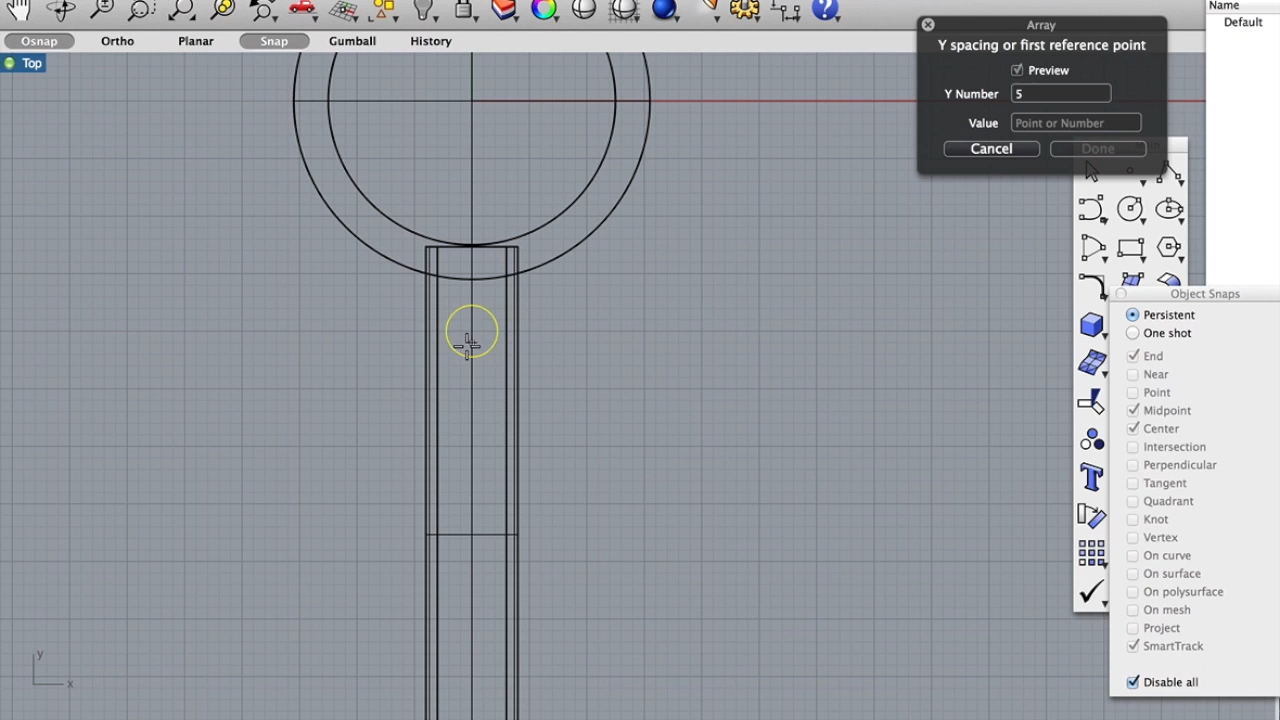 Name
Default
Osnap
Ortho
Planar
Snap
Gumball
History
Top
Array
Y spacing or first reference point
Preview
Y Number 5
Value Point or Number
Cancel Done
Object Snaps
Persistent
One shot
End
Near
Point
Midpoint
Center
Intersection
Perpendicular
Tangent
Quadrant
Knot
Vertex
On curve
On surface
On polysurface
On mesh
Project
SmartTrack
Disable all
y
x